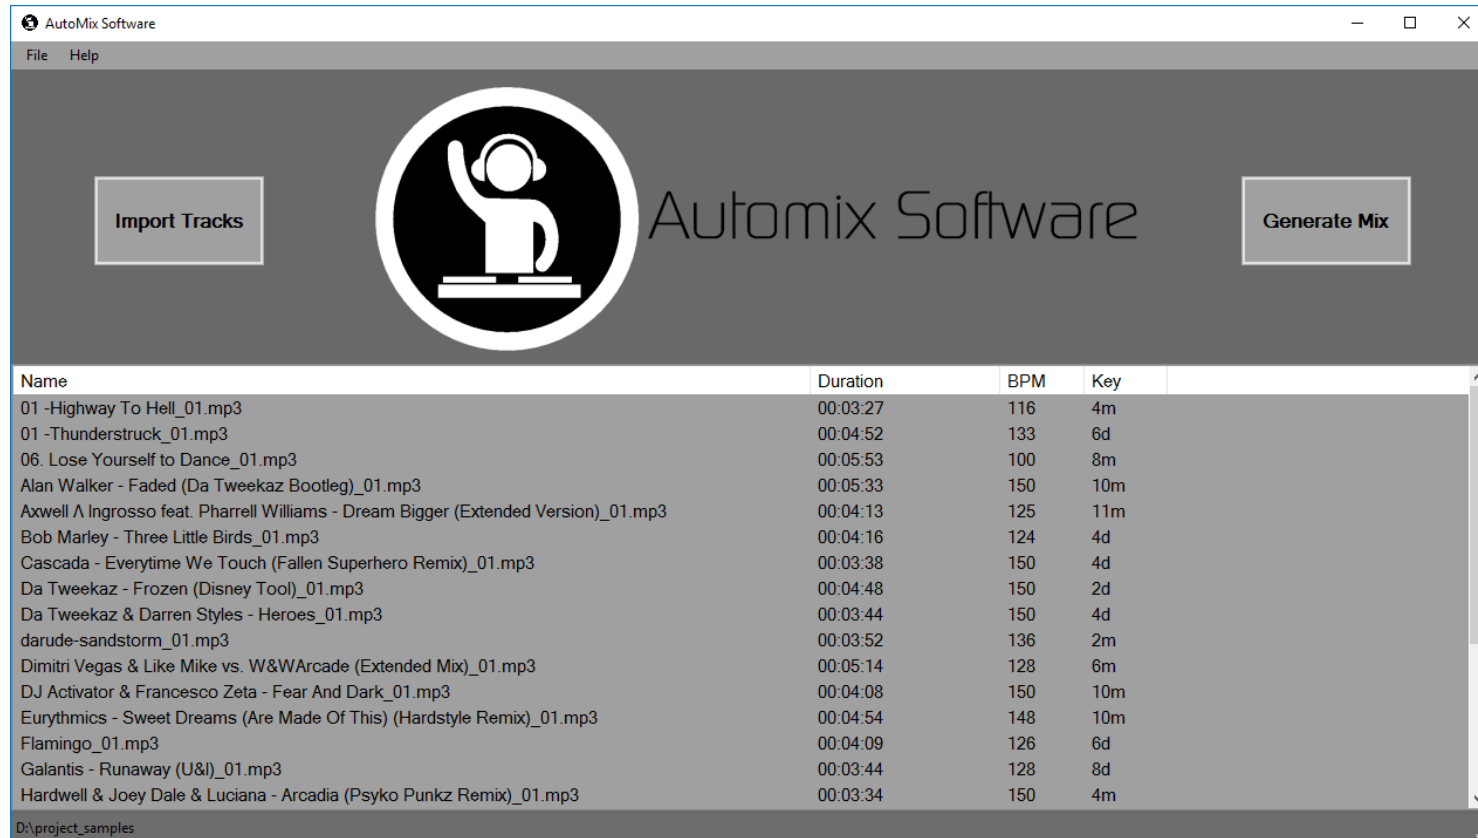 AutoMix Software
File Help
Import Tracks
Automix Software
Generate Mix
Name Duration BPM Key
01 -Highway To Hell_01.mp3 00:03:27 116 4m
01 -Thunderstruck_01.mp3 00:04:52 133 6d
06. Lose Yourself to Dance_01.mp3 00:05:53 100 8m
Alan Walker - Faded (Da Tweekaz Bootleg)_01.mp3 00:05:33 150 10m
Axwell Λ Ingrosso feat. Pharrell Williams - Dream Bigger (Extended Version)_01.mp3 00:04:13 125 11m
Bob Marley - Three Little Birds_01.mp3 00:04:16 124 4d
Cascada - Everytime We Touch (Fallen Superhero Remix)_01.mp3 00:03:38 150 4d
Da Tweekaz - Frozen (Disney Tool)_01.mp3 00:04:48 150 2d
Da Tweekaz & Darren Styles - Heroes_01.mp3 00:03:44 150 4d
darude-sandstorm_01.mp3 00:03:52 136 2m
Dimitri Vegas & Like Mike vs. W&WArcade (Extended Mix)_01.mp3 00:05:14 128 6m
DJ Activator & Francesco Zeta - Fear And Dark_01.mp3 00:04:08 150 10m
Eurythmics - Sweet Dreams (Are Made Of This) (Hardstyle Remix)_01.mp3 00:04:54 148 10m
Flamingo_01.mp3 00:04:09 126 6d
Galantis - Runaway (U&I)_01.mp3 00:03:44 128 8d
Hardwell & Joey Dale & Luciana - Arcadia (Psyko Punkz Remix)_01.mp3 00:03:34 150 4m
D:\project_samples